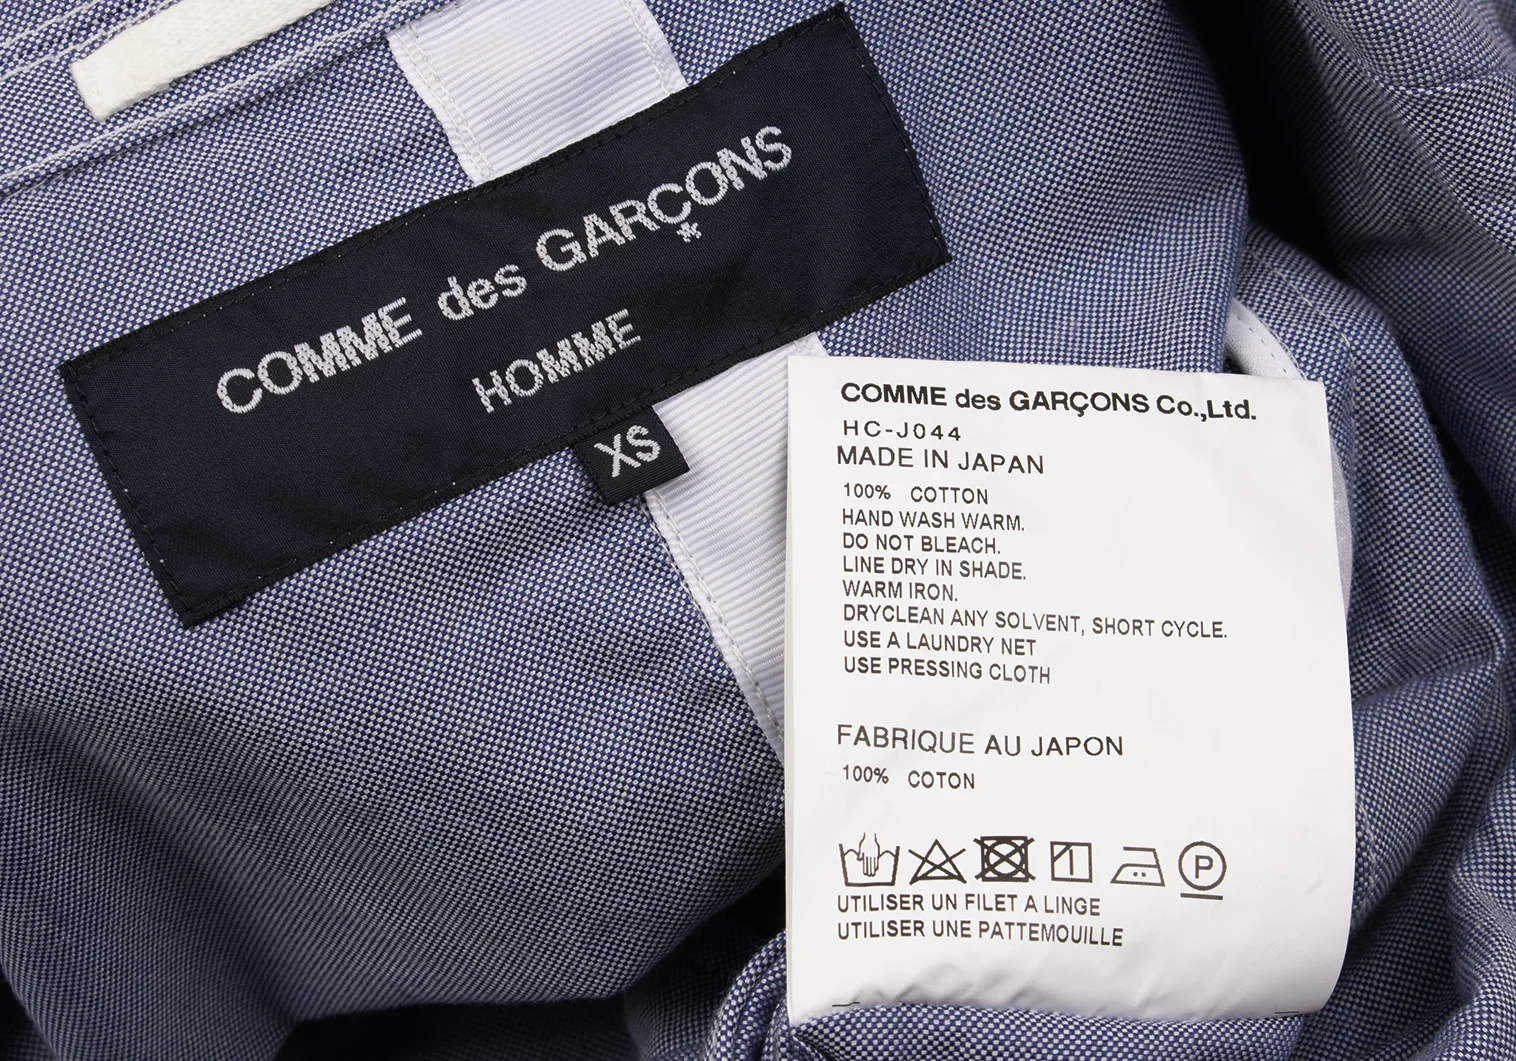 COMME des GARÇONS
HOMME
XS
COMME des GARÇONS Co.,Ltd.
HC-J044
MADE IN JAPAN
100% COTTON
HAND WASH WARM.
DO NOT BLEACH.
LINE DRY IN SHADE.
WARM IRON.
DRYCLEAN ANY SOLVENT, SHORT CYCLE.
USE A LAUNDRY NET
USE PRESSING CLOTH
FABRIQUE AU JAPON
100% COTON
P
UTILISER UN FILET A LINGE
UTILISER UNE PATTEMOUILLE